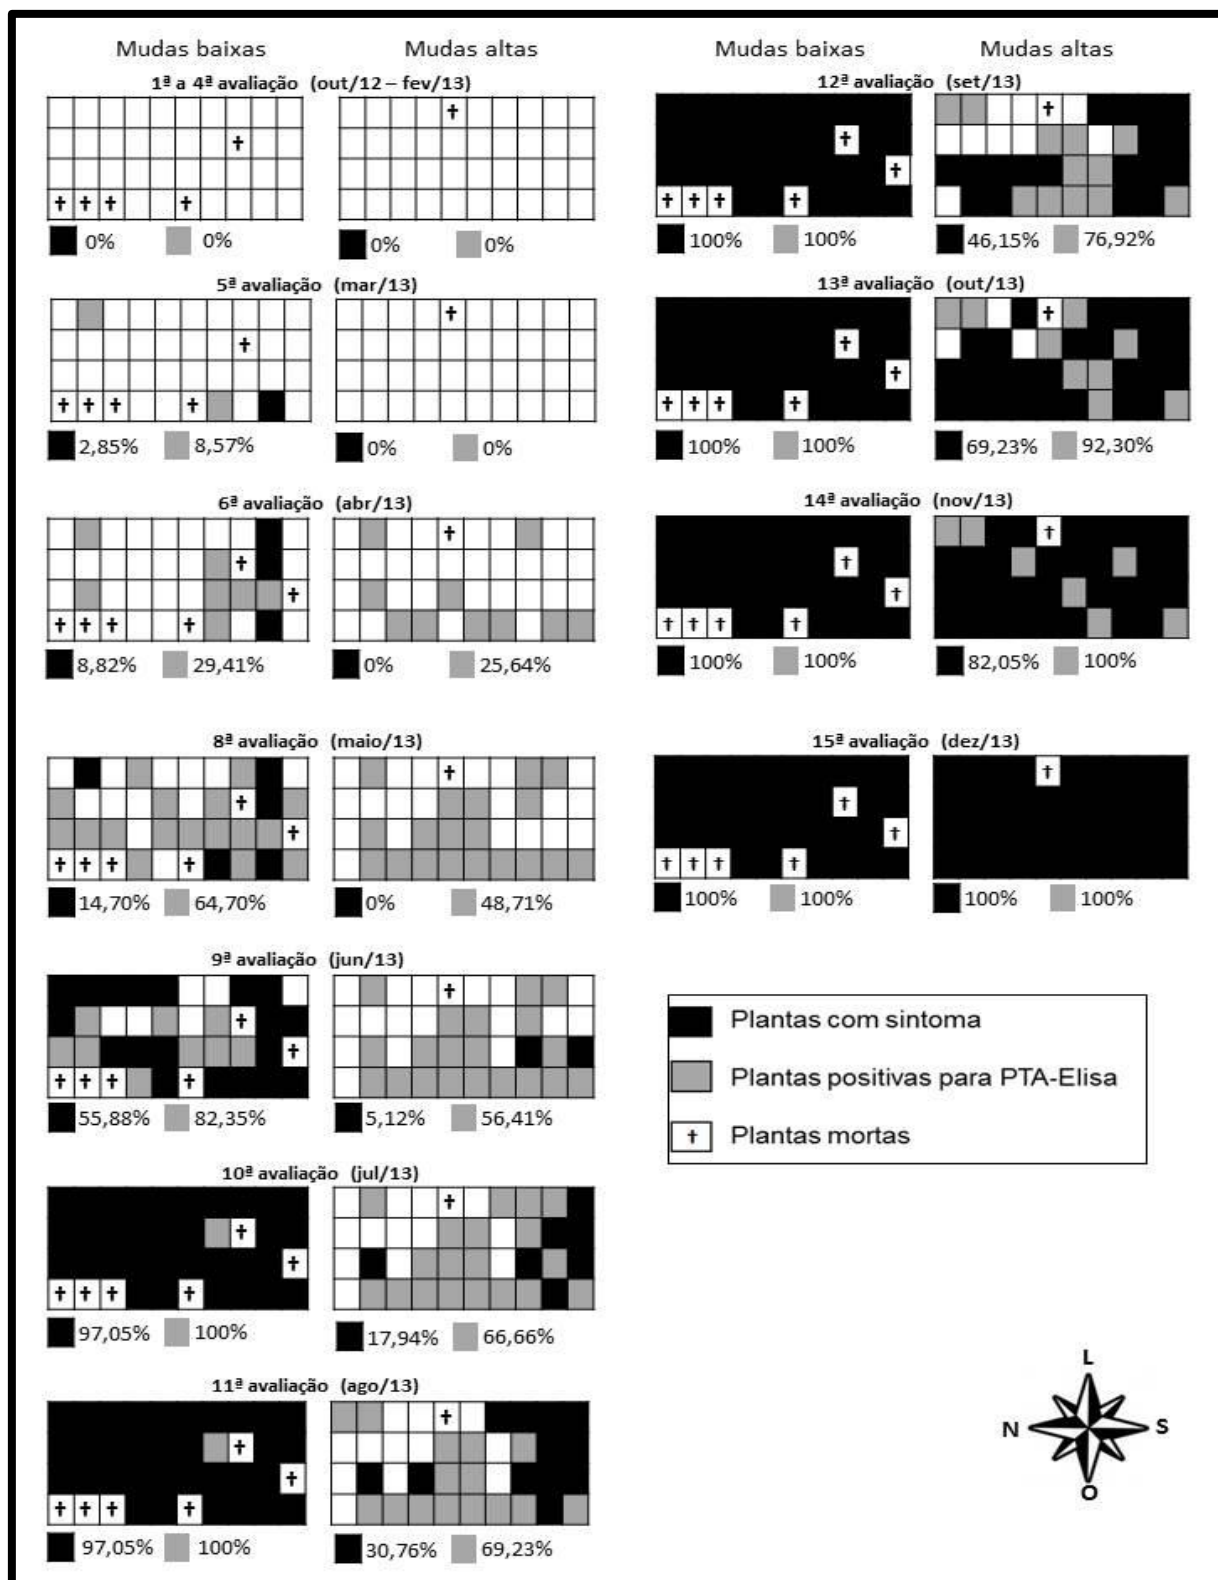 Mudas baixas Mudas altas
1ª a 4ª avaliação (out/12 – fev/13)
✝
✝
✝ ✝ ✝ ✝
0% 0% 0% 0%
5ª avaliação (mar/13)
✝
✝
✝ ✝ ✝ ✝
2,85% 8,57% 0% 0%
6ª avaliação (abr/13)
✝
✝
✝
✝ ✝ ✝ ✝
8,82% 29,41% 0% 25,64%
8ª avaliação (maio/13)
✝
✝
✝
✝ ✝ ✝ ✝
14,70% 64,70% 0% 48,71%
9ª avaliação (jun/13)
✝
✝
✝
✝ ✝ ✝ ✝
55,88% 82,35% 5,12% 56,41%
10ª avaliação (jul/13)
✝
✝
✝
✝ ✝ ✝ ✝
97,05% 100% 17,94% 66,66%
11ª avaliação (ago/13)
✝
✝
✝
✝ ✝ ✝ ✝
97,05% 100% 30,76% 69,23%
Mudas baixas Mudas altas
12ª avaliação (set/13)
✝
✝
✝
✝ ✝ ✝ ✝
100% 100% 46,15% 76,92%
13ª avaliação (out/13)
✝
✝
✝
✝ ✝ ✝ ✝
100% 100% 69,23% 92,30%
14ª avaliação (nov/13)
✝
✝
✝
✝ ✝ ✝ ✝
100% 100% 82,05% 100%
15ª avaliação (dez/13)
✝
✝
✝
✝ ✝ ✝ ✝
100% 100% 100% 100%
Plantas com sintoma
Plantas positivas para PTA-Elisa
✝ Plantas mortas
L
N S
O